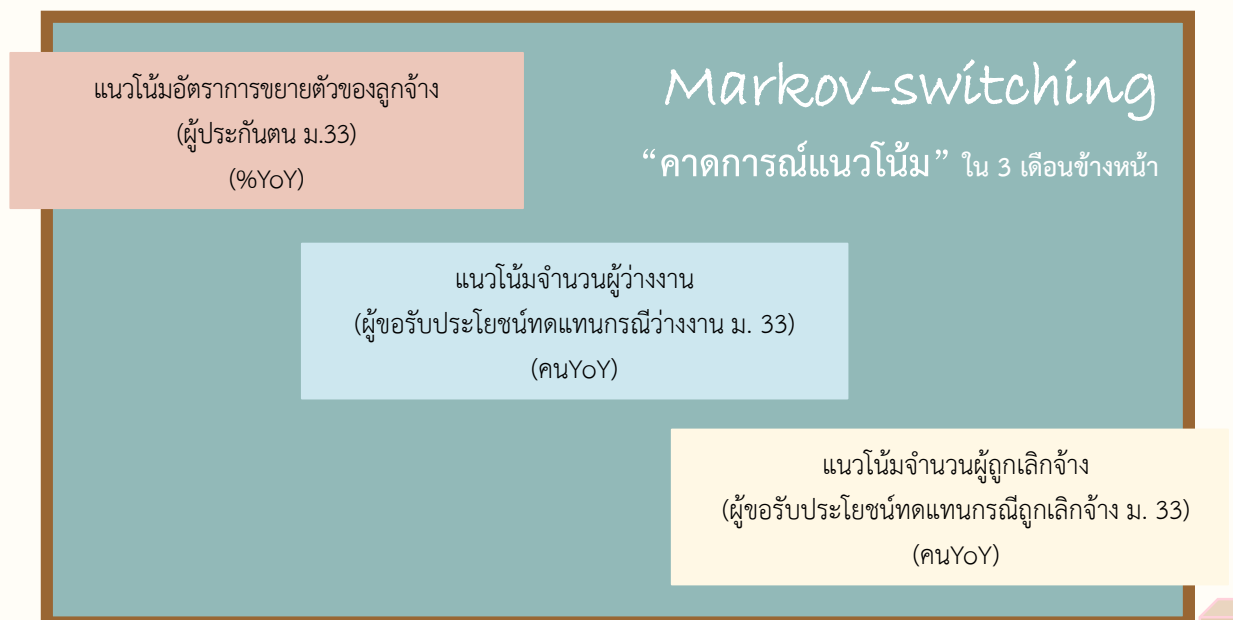 Markov-switching
“คาดการณ์แนวโน้ม” ใน 3 เดือนข้างหน้า
แนวโน้มอัตราการขยายตัวของลูกจ้าง
(ผู้ประกันตน ม.33)
(%YoY)
แนวโน้มจำนวนผู้ว่างงาน
(ผู้ขอรับประโยชน์ทดแทนกรณีว่างงาน ม. 33)
(คนYoY)
แนวโน้มจำนวนผู้ถูกเลิกจ้าง
(ผู้ขอรับประโยชน์ทดแทนกรณีถูกเลิกจ้าง ม. 33)
(คนYoY)